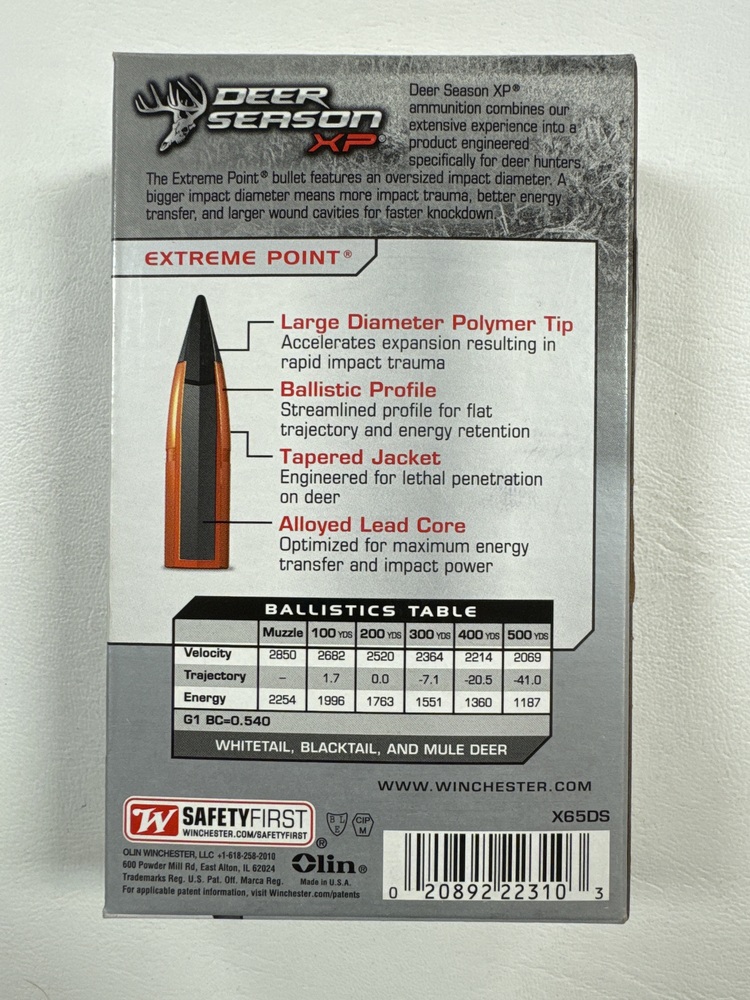 DEER
SEASON
XP®
Deer Season XP®
ammunition combines our
extensive experience into a
product engineered
specifically for deer hunters.
The Extreme Point® bullet features an oversized impact diameter. A
bigger impact diameter means more impact trauma, better energy
transfer, and larger wound cavities for faster knockdown.
EXTREME POINT®
Large Diameter Polymer Tip
Accelerates expansion resulting in
rapid impact trauma
Ballistic Profile
Streamlined profile for flat
trajectory and energy retention
Tapered Jacket
Engineered for lethal penetration
on deer
Alloyed Lead Core
Optimized for maximum energy
transfer and impact power
BALLISTICS TABLE
Muzzle 100 YDS 200 YDS 300 YDS 400 YDS 500 YDS
Velocity 2850 2682 2520 2364 2214 2069
Trajectory – 1.7 0.0 -7.1 -20.5 -41.0
Energy 2254 1996 1763 1551 1360 1187
G1 BC=0.540
WHITETAIL, BLACKTAIL, AND MULE DEER
WWW.WINCHESTER.COM
X65DS
W SAFETYFIRST
WINCHESTER.COM/SAFETYFIRST
®
B L E
CIP
M
OLIN WINCHESTER, LLC +1-618-258-2010
600 Powder Mill Rd, East Alton, IL 62024
Trademarks Reg. U.S. Pat. Off. Marca Reg.
For applicable patent information, visit Winchester.com/patents
Olin®
Made in U.S.A.
0 20892 22310 3